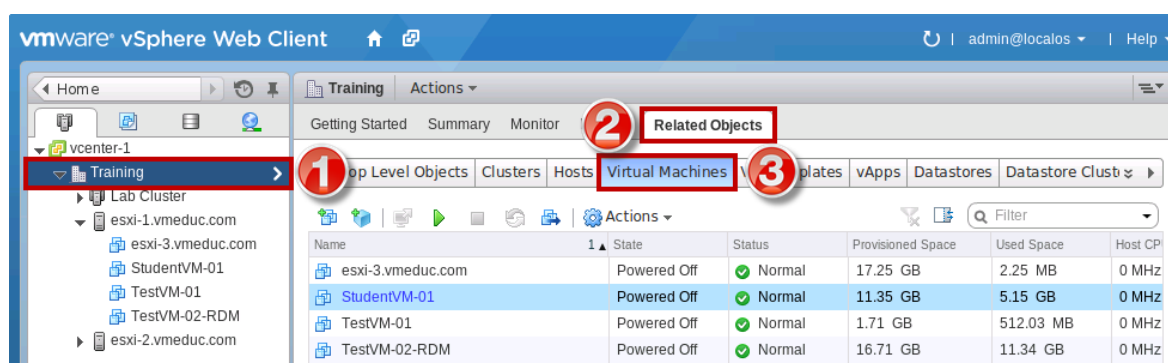 vmware® vSphere Web Client
admin@localos
Help
Home
Training
Actions
Getting Started
Summary
Monitor
2
Related Objects
vcenter-1
Training
1
op Level Objects
Clusters
Hosts
Virtual Machines
V
3
plates
vApps
Datastores
Datastore Clust
Lab Cluster
esxi-1.vmeduc.com
esxi-3.vmeduc.com
StudentVM-01
TestVM-01
TestVM-02-RDM
esxi-2.vmeduc.com
Actions
Filter
Name 1 State Status Provisioned Space Used Space Host CP
esxi-3.vmeduc.com Powered Off Normal 17.25 GB 2.25 MB 0 MHz
StudentVM-01 Powered Off Normal 11.35 GB 5.15 GB 0 MHz
TestVM-01 Powered Off Normal 1.71 GB 512.03 MB 0 MHz
TestVM-02-RDM Powered Off Normal 16.71 GB 11.34 GB 0 MHz